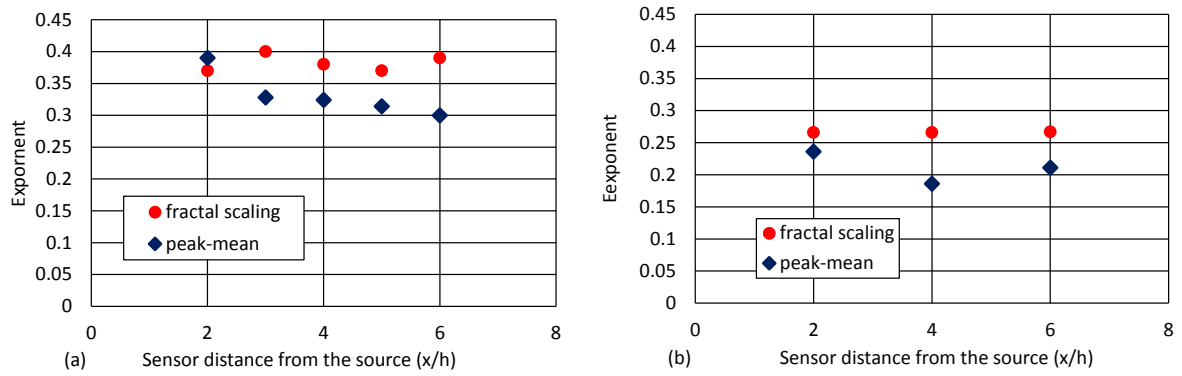 0.45
0.4
0.35
0.3
0.25
0.2
0.15
0.1
0.05
0
Expornent
fractal scaling
peak-mean
0 2 4 6 8
(a) Sensor distance from the source (x/h)
0.45
0.4
0.35
0.3
0.25
0.2
0.15
0.1
0.05
0
Eexponent
fractal scaling
peak-mean
0 2 4 6 8
(b) Sensor distance from the source (x/h)